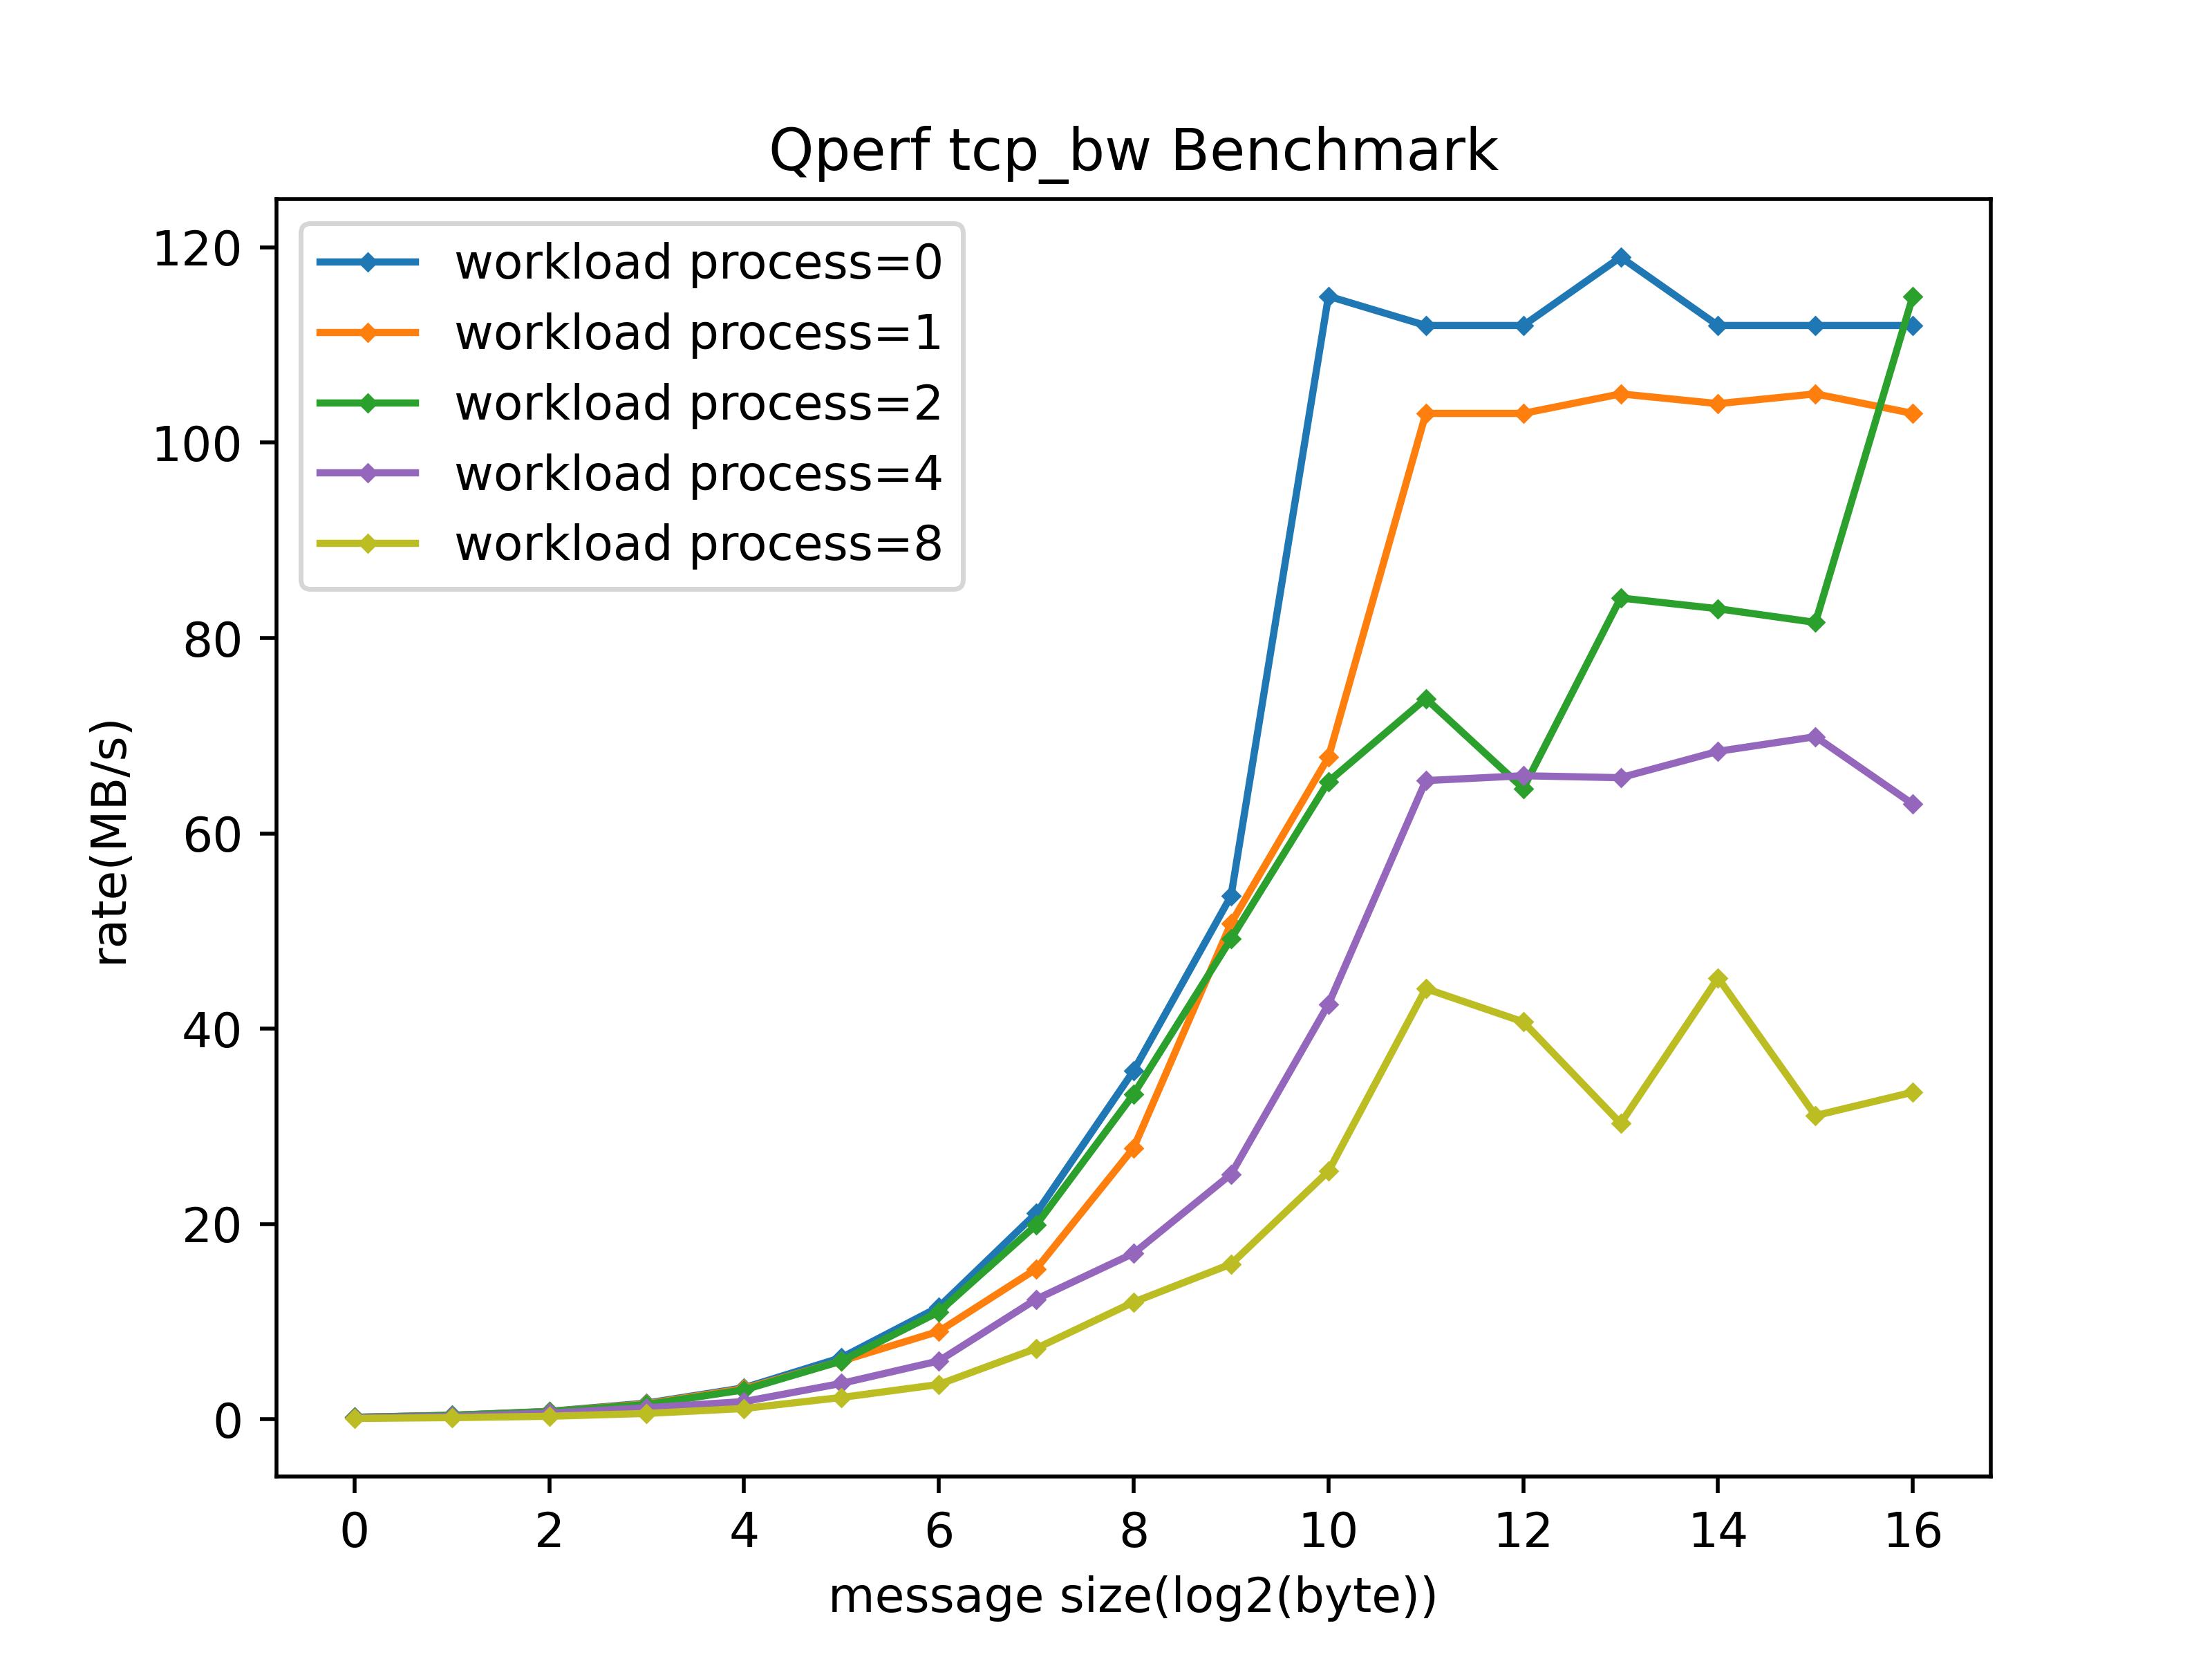 Qperf tcp_bw Benchmark
workload process=0
workload process=1
workload process=2
workload process=4
workload process=8
120
100
80
60
40
20
0
rate(MB/s)
0 2 4 6 8 10 12 14 16
message size(log2(byte))